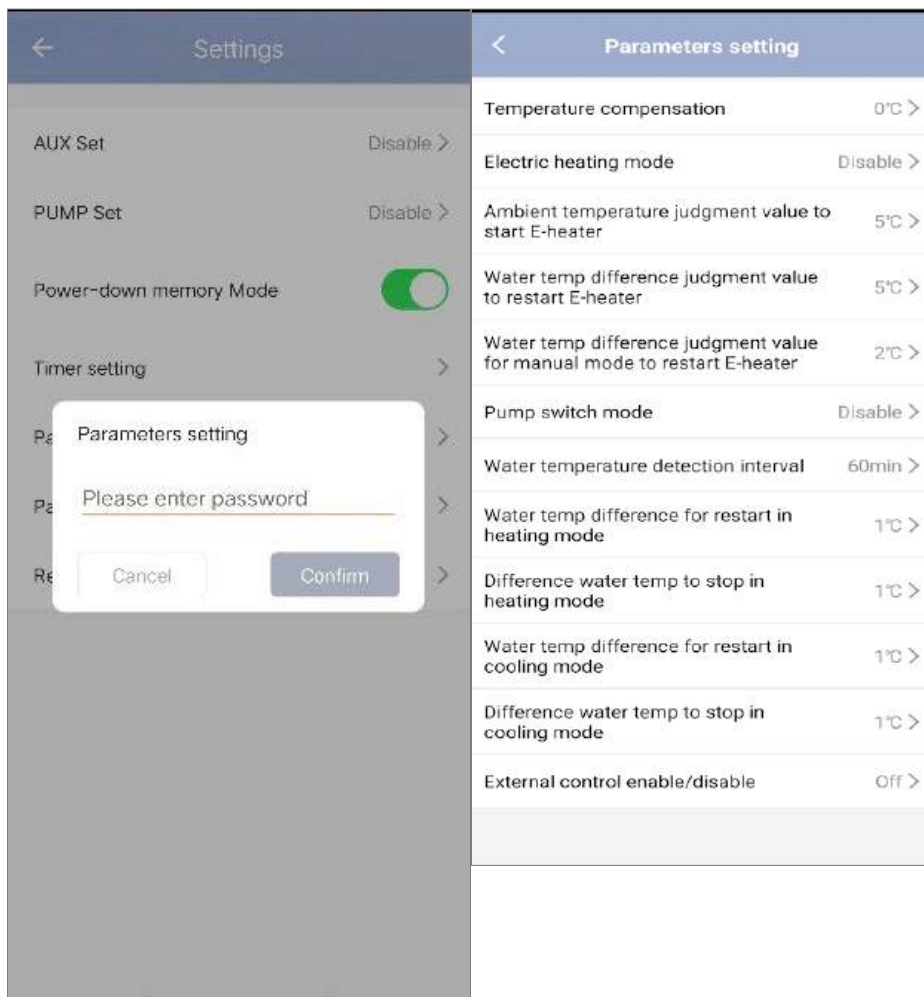 Settings
AUX Set
Disable >
PUMP Set
Disable >
Power-down memory Mode
Timer setting
Pa
Parameters setting
Pa
Please enter password
Re
Cancel
Confirm
Parameters setting
Temperature compensation
0°C >
Electric heating mode
Disable >
Ambient temperature judgment value to
start E-heater
5°C >
Water temp difference judgment value
to restart E-heater
5°C >
Water temp difference judgment value
for manual mode to restart E-heater
2°C >
Pump switch mode
Disable >
Water temperature detection interval
60min >
Water temp difference for restart in
heating mode
1°C >
Difference water temp to stop in
heating mode
1°C >
Water temp difference for restart in
cooling mode
1°C >
Difference water temp to stop in
cooling mode
1°C >
External control enable/disable
Off >